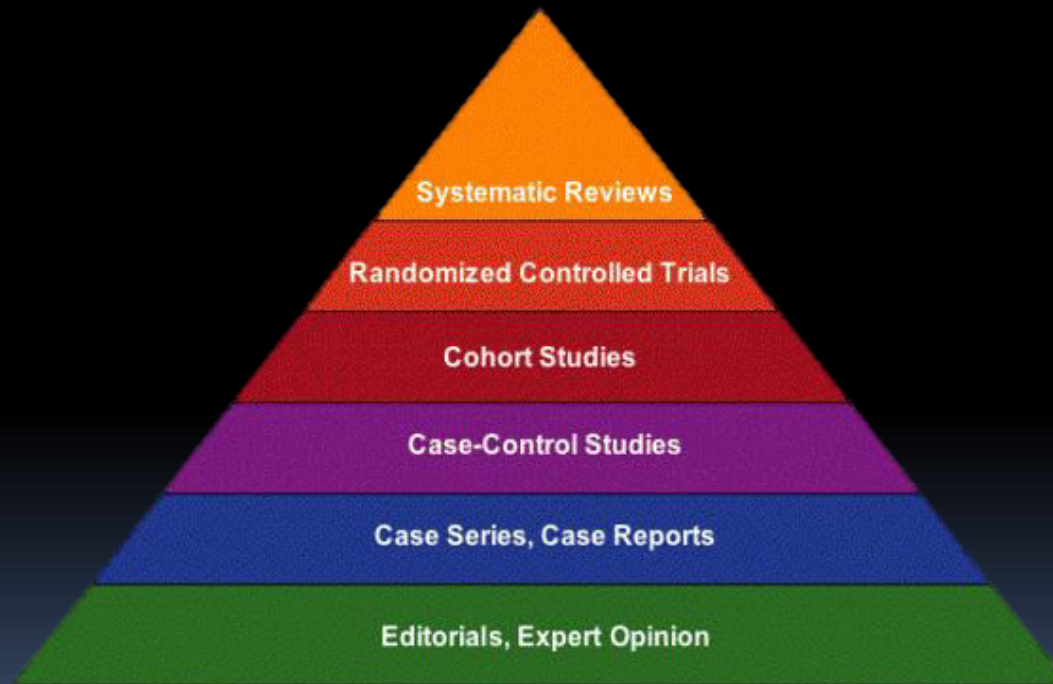 Systematic Reviews
Randomized Controlled Trials
Cohort Studies
Case-Control Studies
Case Series, Case Reports
Editorials, Expert Opinion